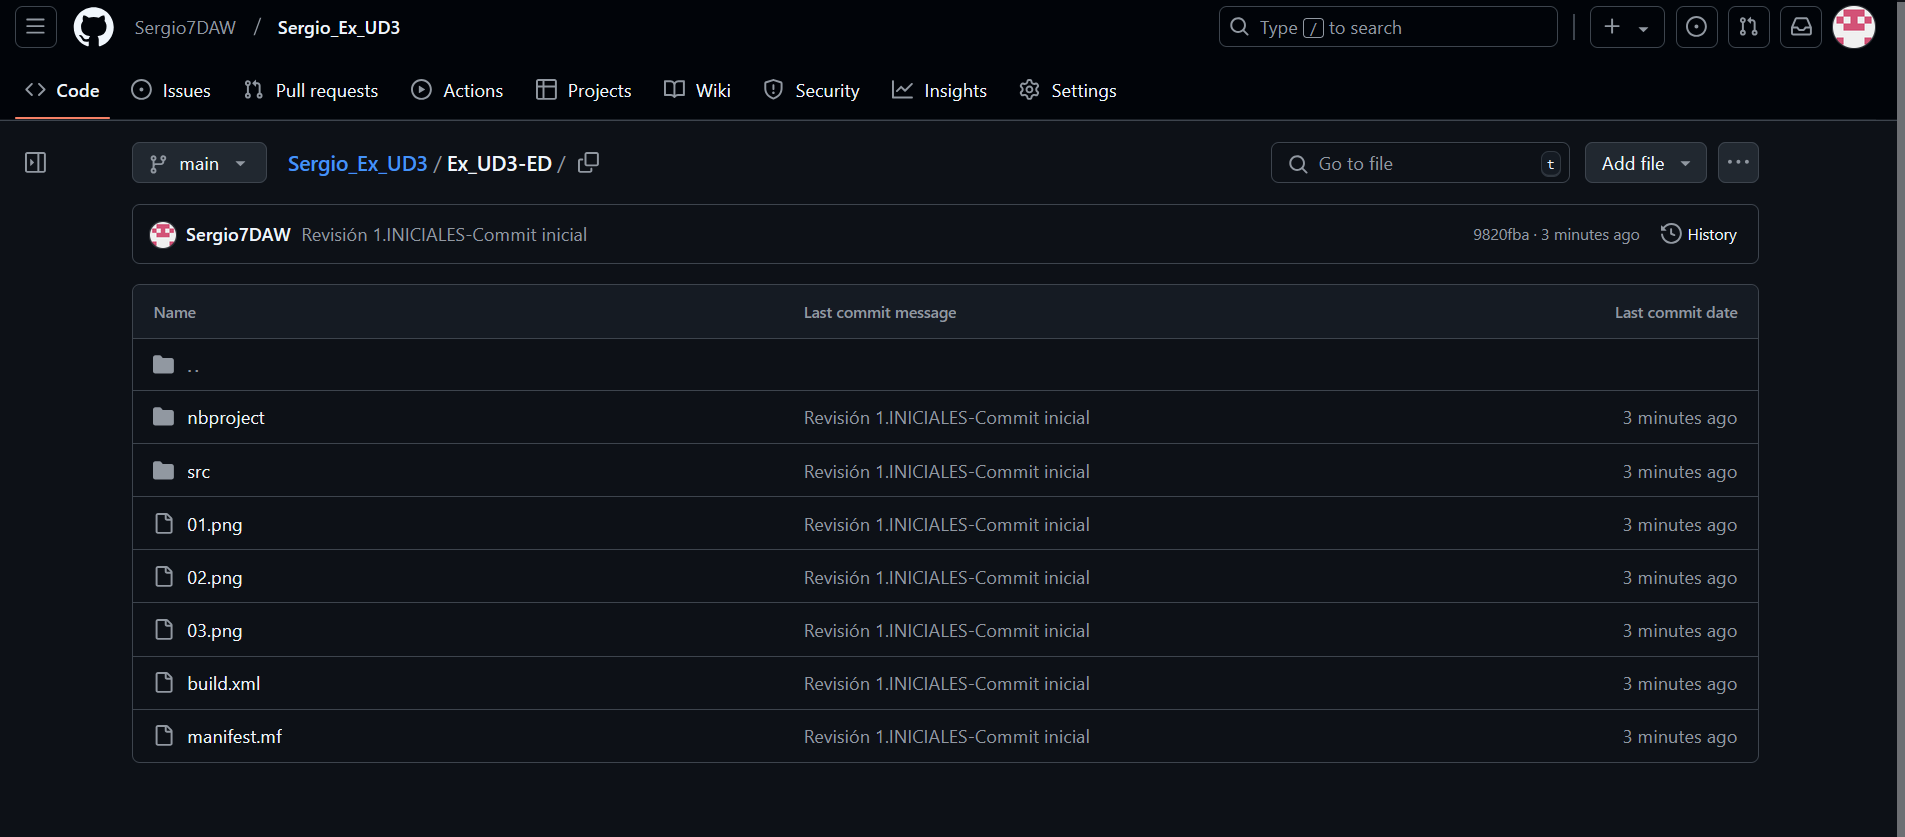 Sergio7DAW / Sergio_Ex_UD3 Type / to search
Code Issues Pull requests Actions Projects Wiki Security Insights Settings
main Sergio_Ex_UD3 / Ex_UD3-ED / Go to file t Add file
Sergio7DAW Revisión 1.INICIALES-Commit inicial 9820fba · 3 minutes ago History
Name Last commit message Last commit date
..
nbproject Revisión 1.INICIALES-Commit inicial 3 minutes ago
src Revisión 1.INICIALES-Commit inicial 3 minutes ago
01.png Revisión 1.INICIALES-Commit inicial 3 minutes ago
02.png Revisión 1.INICIALES-Commit inicial 3 minutes ago
03.png Revisión 1.INICIALES-Commit inicial 3 minutes ago
build.xml Revisión 1.INICIALES-Commit inicial 3 minutes ago
manifest.mf Revisión 1.INICIALES-Commit inicial 3 minutes ago